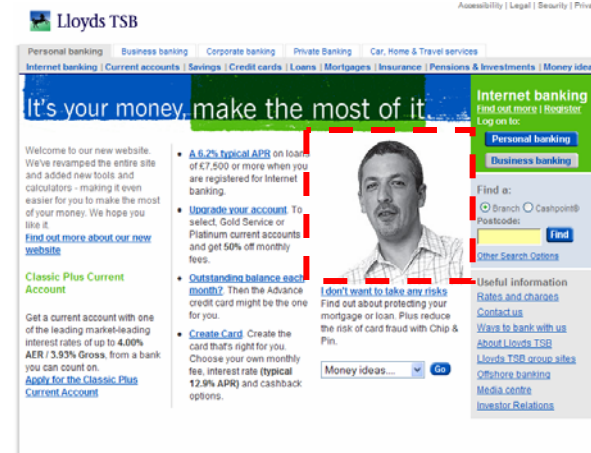 Accessibility | Legal | Security |
Lloyds TSB
Personal banking Business banking Corporate banking Private Banking Car, Home & Travel services
Internet banking | Current accounts | Savings | Credit cards | Loans | Mortgages | Insurance | Pensions & Investments | Money
It's your money, make the most of it.
Internet banking
Find out more | Register
Log on to:
Personal banking
Business banking
Welcome to our new website.
We've revamped the entire site
and added new tools and
calculators - making it even
easier for you to make the most
of your money. We hope you
like it.
Find out more about our new
website
Classic Plus Current
Account
Get a current account with one
of the leading market-leading
interest rates of up to 4.00%
AER / 3.93% Gross, from a bank
you can count on.
Apply for the Classic Plus
Current Account
• A 6.2% typical APR on loans
of £7,500 or more when you
are registered for Internet
banking.
• Upgrade your account. To
select, Gold Service or
Platinum current accounts
and get 50% off monthly
fees.
• Outstanding balance each
month? Then the Advance
credit card might be the one
for you.
• Create Card. Create the
card that's right for you.
Choose your own monthly
fee, interest rate (typical
12.9% APR) and cashback
options.
I don't want to take any risks
Find out about protecting your
mortgage or loan. Plus reduce
the risk of card fraud with Chip &
Pin.
Money ideas.... Go
Find a:
Branch Cashpoint®
Postcode:
Find
Other Search Options
Useful information
Rates and charges
Contact us
Ways to bank with us
About Lloyds TSB
Lloyds TSB group sites
Offshore banking
Media centre
Investor Relations